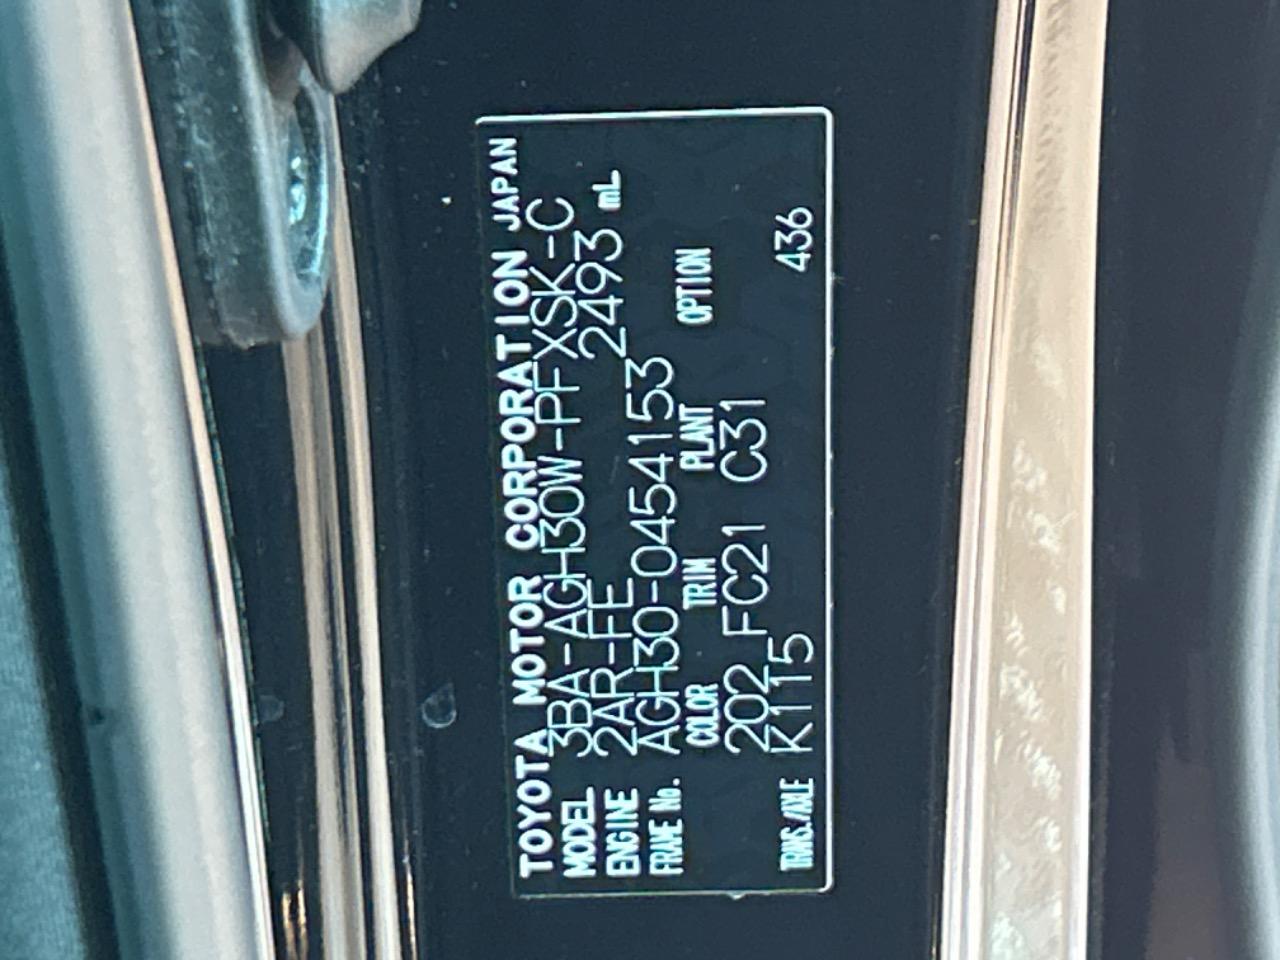 TOYOTA MOTOR CORPORATION JAPAN
MODEL 3BA-AGH30W-PFXSK-C
ENGINE 2AR-FE 2493 mL
FRAME No. AGH30-0454153
COLOR TRIM PLANT OPTION
202 FC21 C31
TRANS./AXLE K115 436